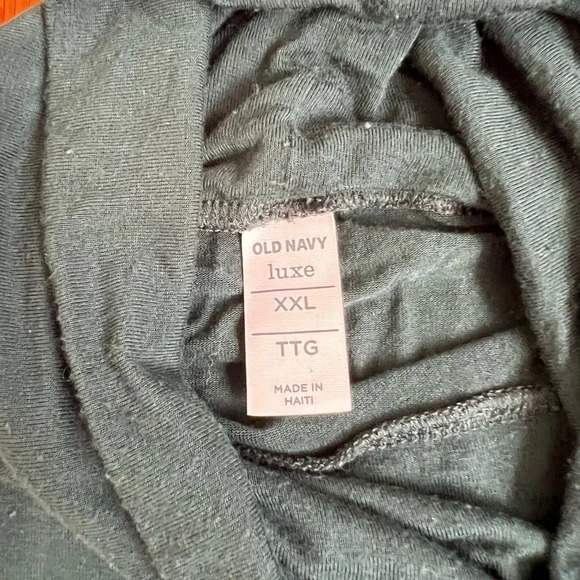 OLD NAVY
luxe
XXL
TTG
MADE IN
HAITI